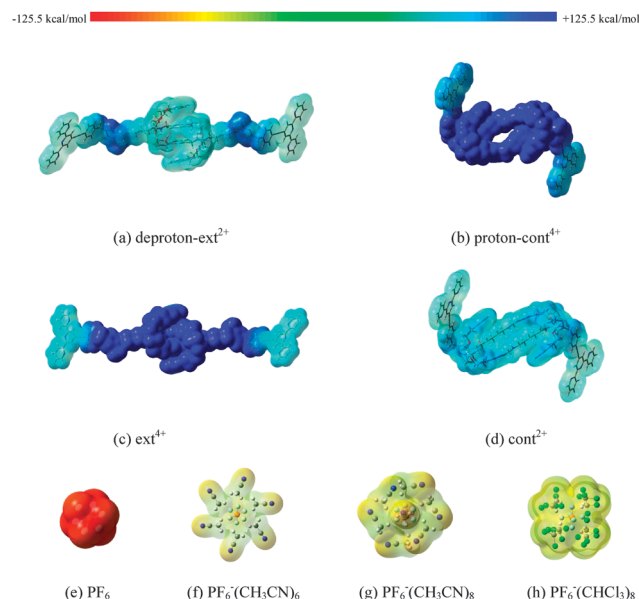 -125.5 kcal/mol +125.5 kcal/mol
(a) deproton-ext²⁺ (b) proton-cont⁴⁺
(c) ext⁴⁺ (d) cont²⁺
(e) PF₆ (f) PF₆⁻(CH₃CN)₆ (g) PF₆⁻(CH₃CN)₈ (h) PF₆⁻(CHCl₃)₈